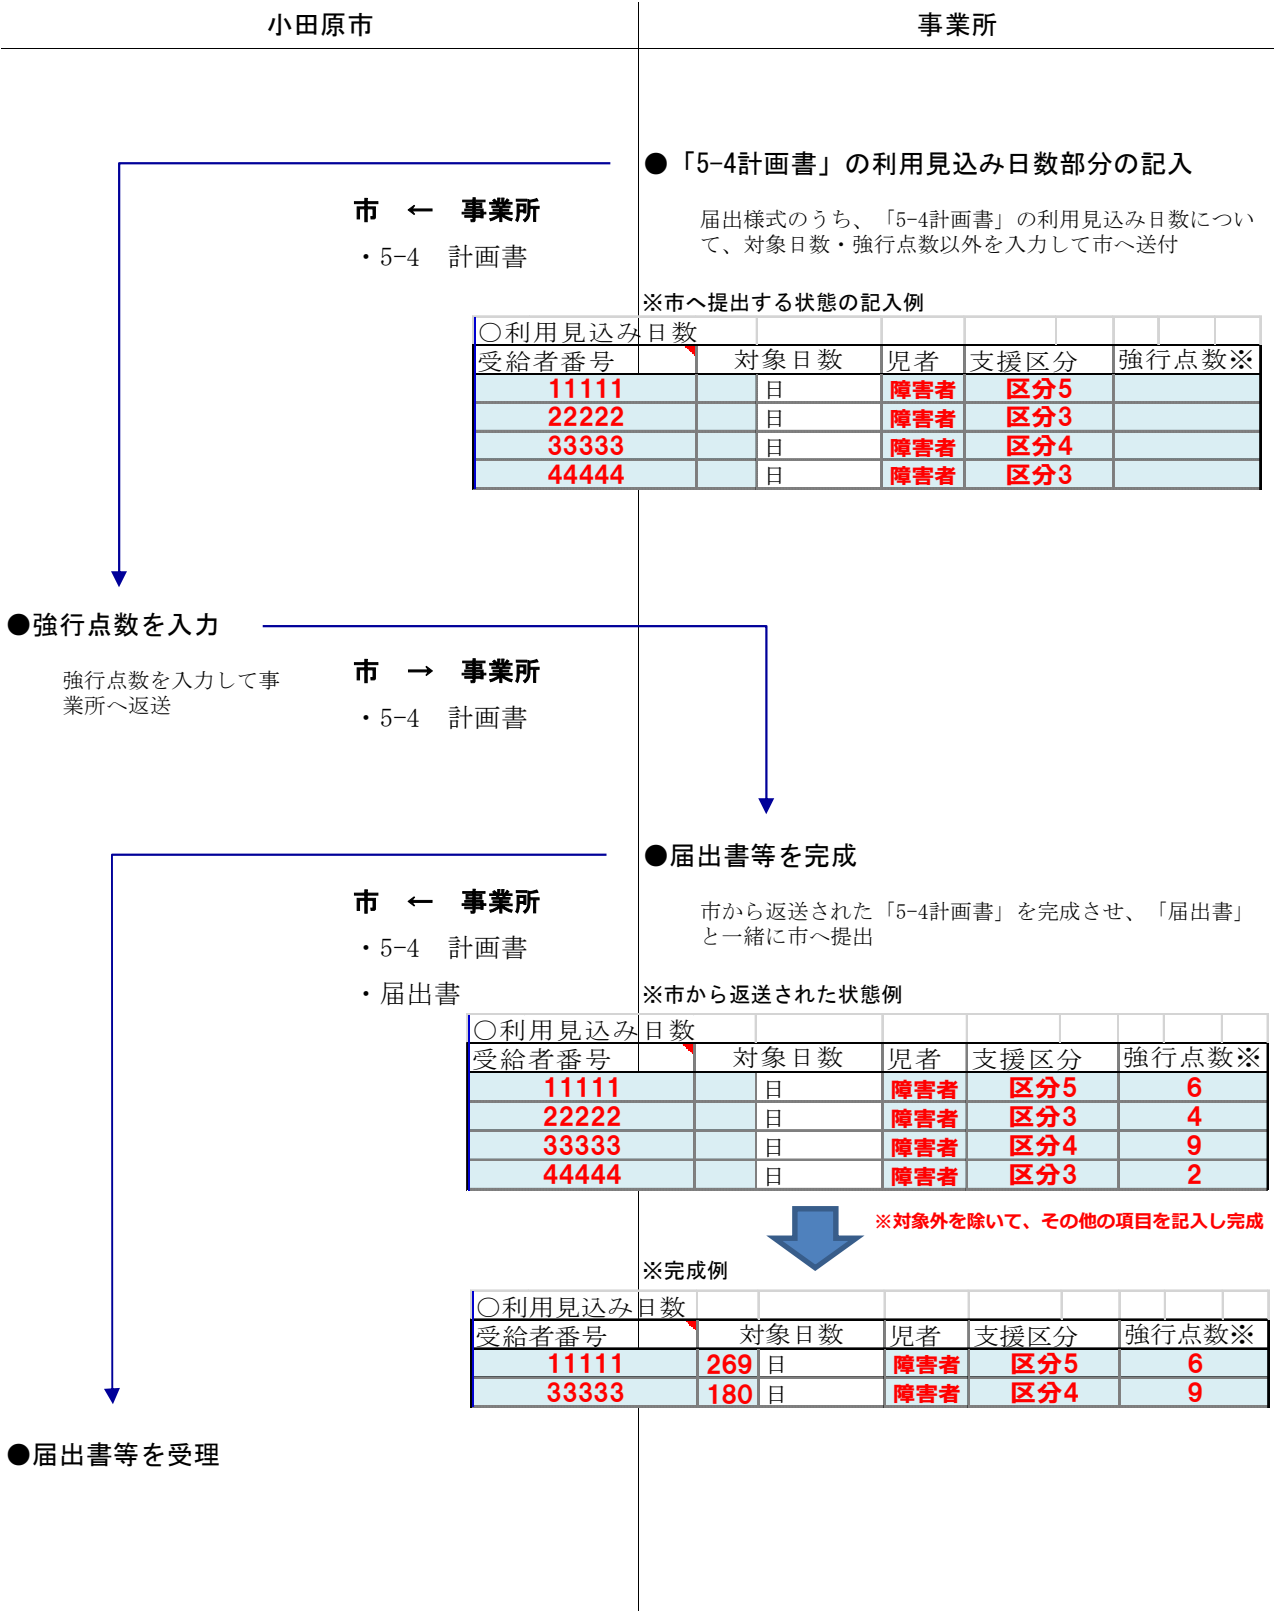 小田原市
事業所
●「5-4計画書」の利用見込み日数部分の記入
市 ← 事業所
・5-4 計画書
届出様式のうち、「5-4計画書」の利用見込み日数につい
て、対象日数・強行点数以外を入力して市へ送付
※市へ提出する状態の記入例
○利用見込み日数
受給者番号 対象日数 児者 支援区分 強行点数※
11111 日 障害者 区分5
22222 日 障害者 区分3
33333 日 障害者 区分4
44444 日 障害者 区分3
●強行点数を入力
強行点数を入力して事
業所へ返送
市 → 事業所
・5-4 計画書
●届出書等を完成
市 ← 事業所
・5-4 計画書
・届出書
市から返送された「5-4計画書」を完成させ、「届出書」
と一緒に市へ提出
※市から返送された状態例
○利用見込み日数
受給者番号 対象日数 児者 支援区分 強行点数※
11111 日 障害者 区分5 6
22222 日 障害者 区分3 4
33333 日 障害者 区分4 9
44444 日 障害者 区分3 2
※対象外を除いて、その他の項目を記入し完成
※完成例
○利用見込み日数
受給者番号 対象日数 児者 支援区分 強行点数※
11111 269 日 障害者 区分5 6
33333 180 日 障害者 区分4 9
●届出書等を受理